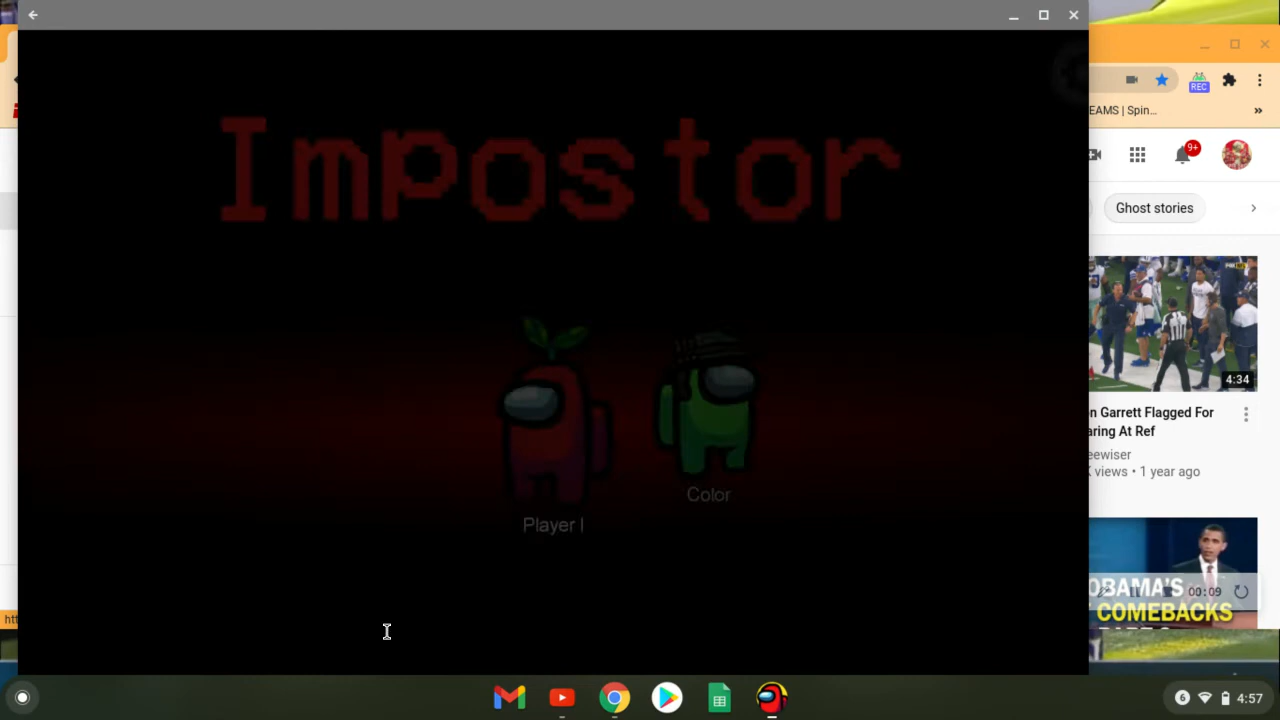 REC
EAMS | Spin...
9+
Impostor
Ghost stories
4:34
n Garrett Flagged For
aring At Ref
eewiser
views • 1 year ago
Color
Player I
OBAMA'S
00:09
COMEBACKS
6
4:57